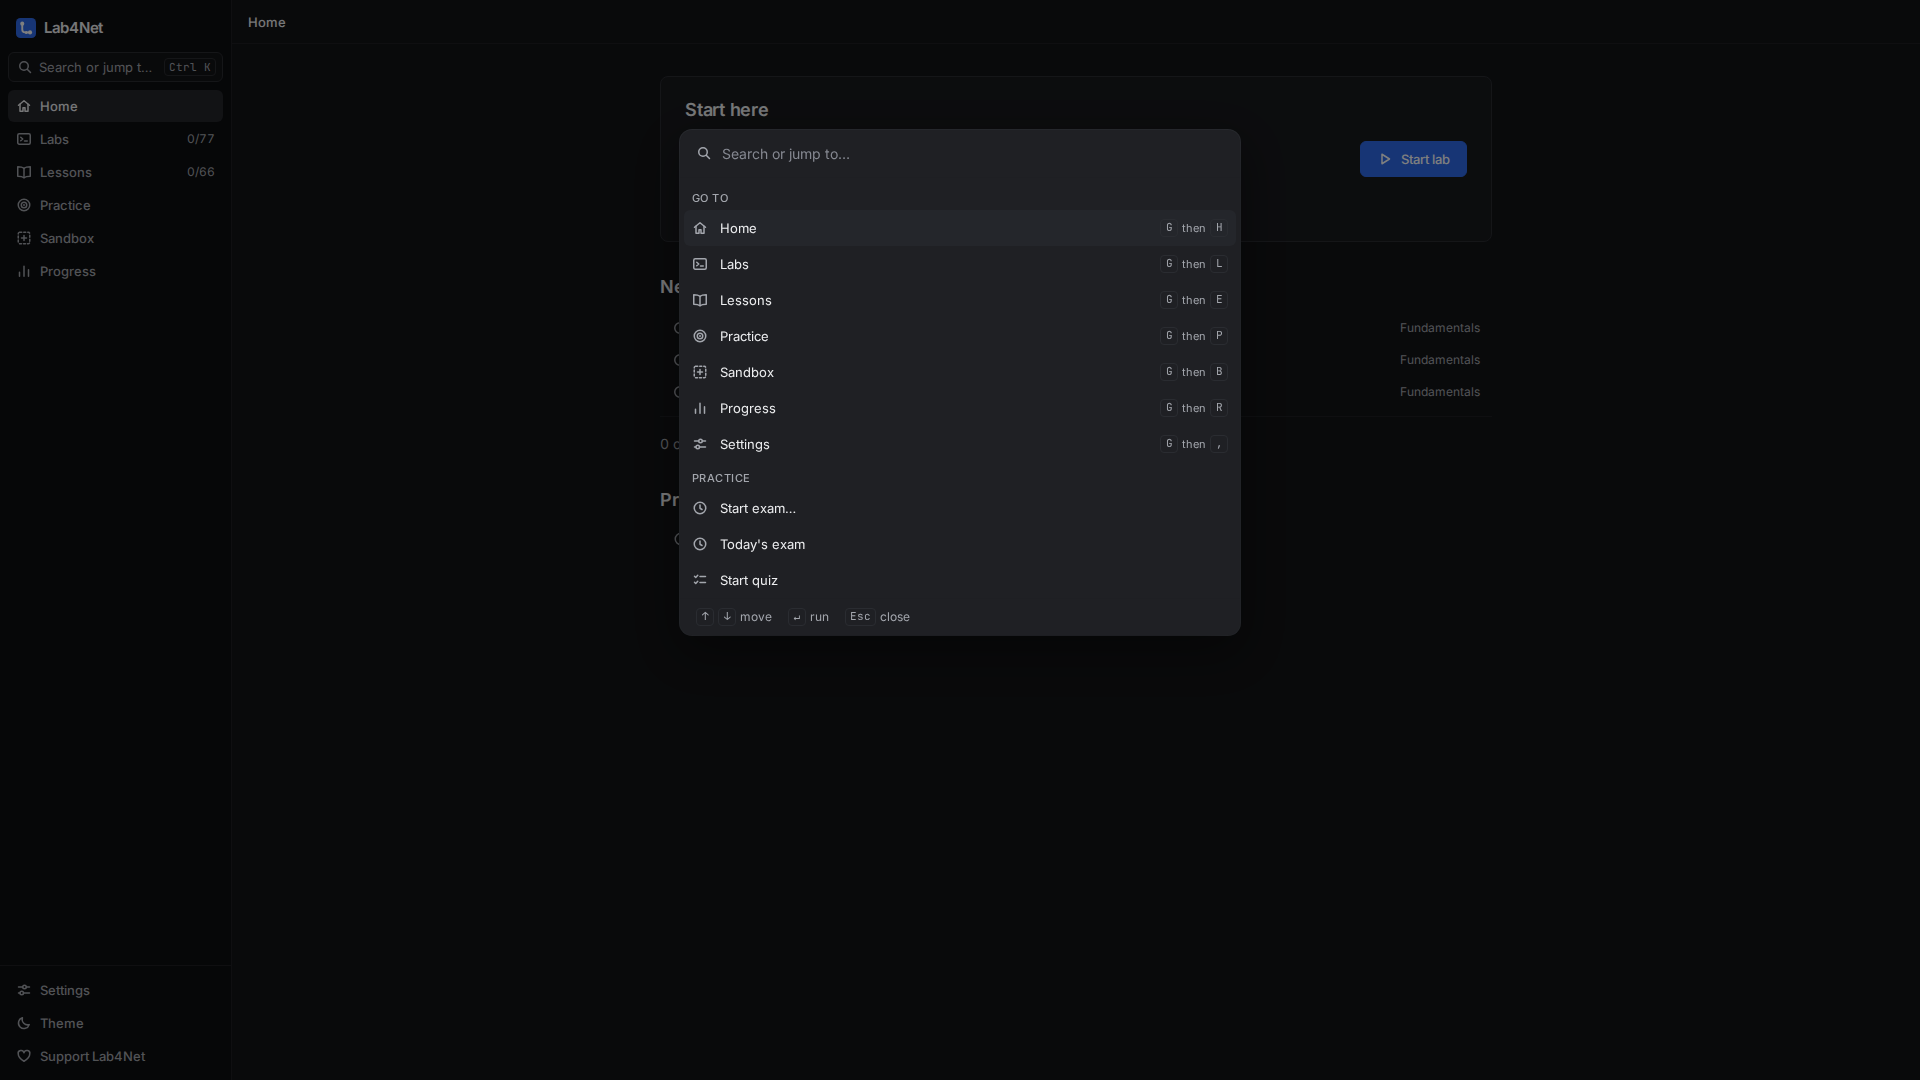 Lab4Net
Search or jump t... Ctrl K
Home
Labs 0/77
Lessons 0/66
Practice
Sandbox
Progress
Settings
Theme
Support Lab4Net
Home
Start here
Start lab
Search or jump to...
GO TO
Home G then H
Labs G then L
Lessons G then E
Practice G then P
Sandbox G then B
Progress G then R
Settings G then ,
PRACTICE
Start exam...
Today's exam
Start quiz
↑ ↓ move ↵ run Esc close
Fundamentals
Fundamentals
Fundamentals